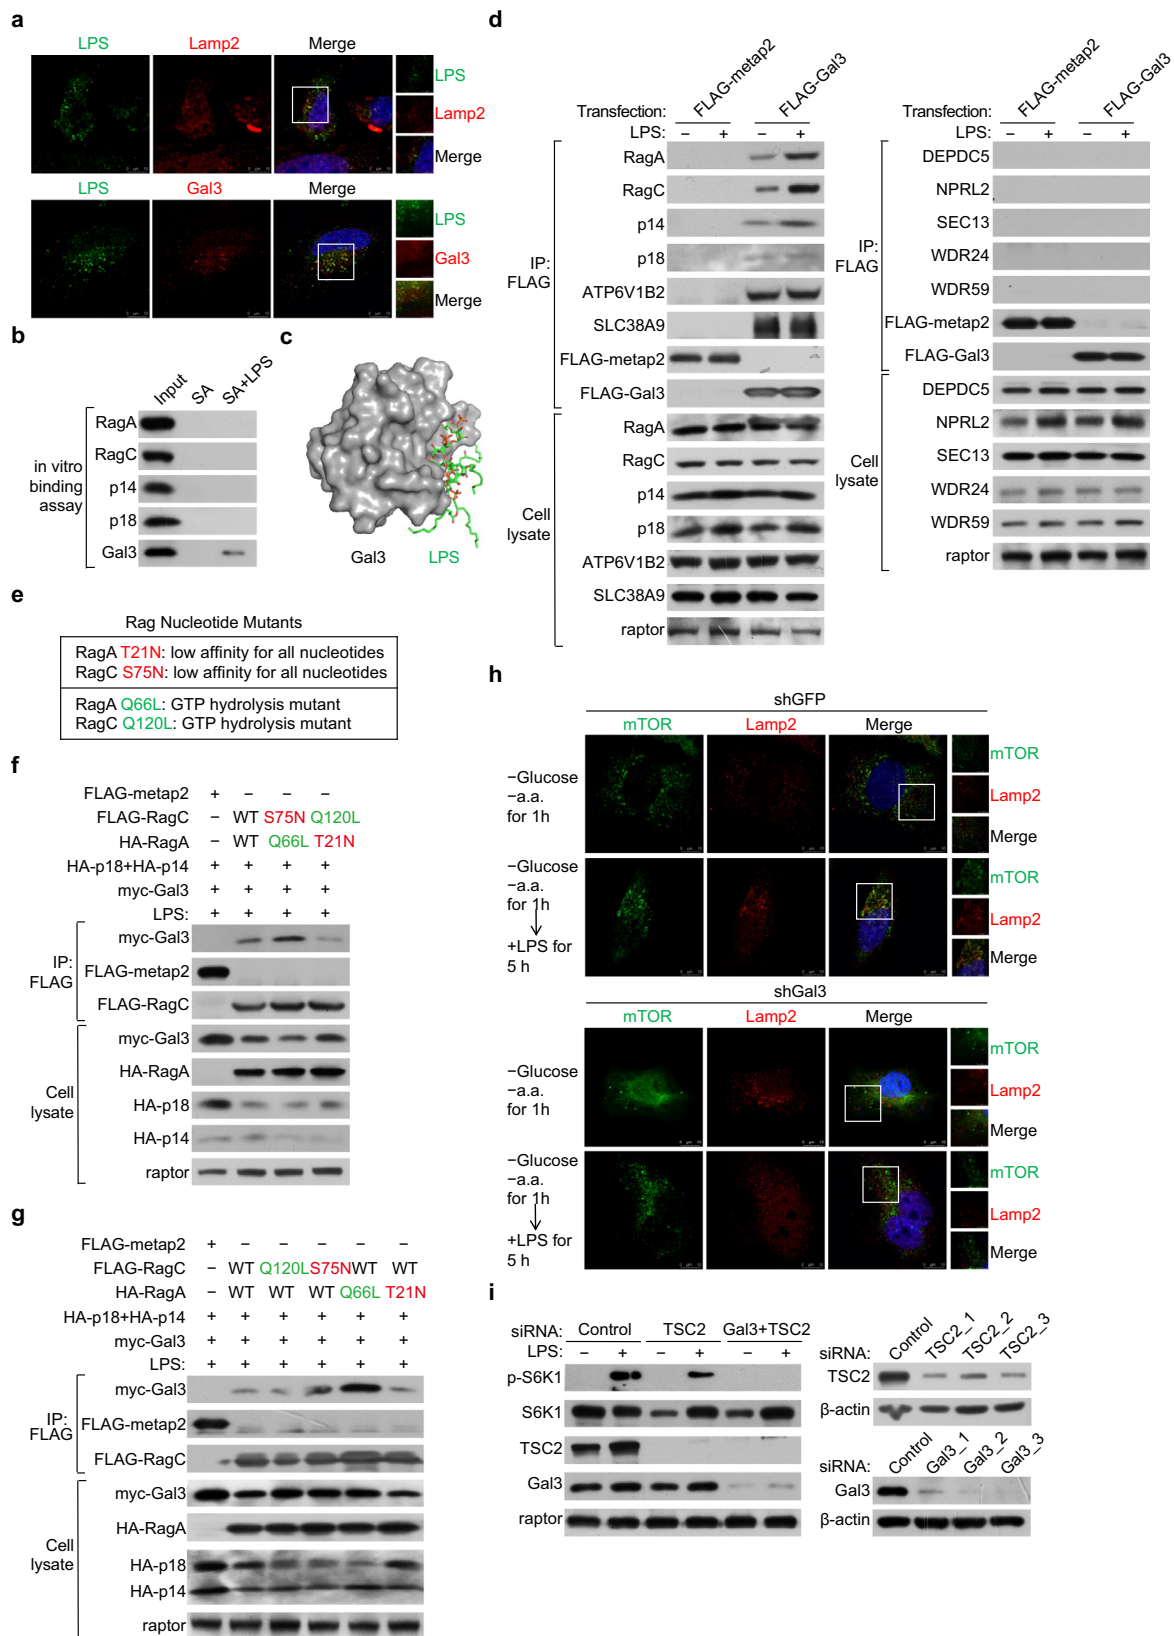 a
LPS Lamp2 Merge
LPS
Lamp2
Merge
LPS Gal3 Merge
LPS
Gal3
Merge
b
Input SA SA+LPS
in vitro binding assay
RagA
RagC
p14
p18
Gal3
c
Gal3 LPS
d
FLAG-metap2 FLAG-Gal3
Transfection:
LPS: − + − +
IP: FLAG
RagA
RagC
p14
p18
ATP6V1B2
SLC38A9
FLAG-metap2
FLAG-Gal3
Cell lysate
RagA
RagC
p14
p18
ATP6V1B2
SLC38A9
raptor
FLAG-metap2 FLAG-Gal3
Transfection:
LPS: − + − +
IP: FLAG
DEPDC5
NPRL2
SEC13
WDR24
WDR59
FLAG-metap2
FLAG-Gal3
Cell lysate
DEPDC5
NPRL2
SEC13
WDR24
WDR59
raptor
e
Rag Nucleotide Mutants
RagA T21N: low affinity for all nucleotides
RagC S75N: low affinity for all nucleotides
RagA Q66L: GTP hydrolysis mutant
RagC Q120L: GTP hydrolysis mutant
f
FLAG-metap2 + − − −
FLAG-RagC − WT S75N Q120L
HA-RagA − WT Q66L T21N
HA-p18+HA-p14 + + + +
myc-Gal3 + + + +
LPS: + + + +
IP: FLAG
myc-Gal3
FLAG-metap2
FLAG-RagC
Cell lysate
myc-Gal3
HA-RagA
HA-p18
HA-p14
raptor
g
FLAG-metap2 + − − − − −
FLAG-RagC − WT Q120L S75N WT WT
HA-RagA − WT WT WT Q66L T21N
HA-p18+HA-p14 + + + + + +
myc-Gal3 + + + + + +
LPS: + + + + + +
IP: FLAG
myc-Gal3
FLAG-metap2
FLAG-RagC
Cell lysate
myc-Gal3
HA-RagA
HA-p18
HA-p14
raptor
h
shGFP
mTOR Lamp2 Merge
−Glucose
−a.a.
for 1h
mTOR
Lamp2
Merge
−Glucose
−a.a.
for 1h
+LPS for
5 h
mTOR
Lamp2
Merge
shGal3
mTOR Lamp2 Merge
−Glucose
−a.a.
for 1h
mTOR
Lamp2
Merge
−Glucose
−a.a.
for 1h
+LPS for
5 h
mTOR
Lamp2
Merge
i
siRNA: Control TSC2 Gal3+TSC2
LPS: − + − + − +
p-S6K1
S6K1
TSC2
Gal3
raptor
siRNA: Control TSC2_1 TSC2_2 TSC2_3
TSC2
β-actin
siRNA: Control Gal3_1 Gal3_2 Gal3_3
Gal3
β-actin